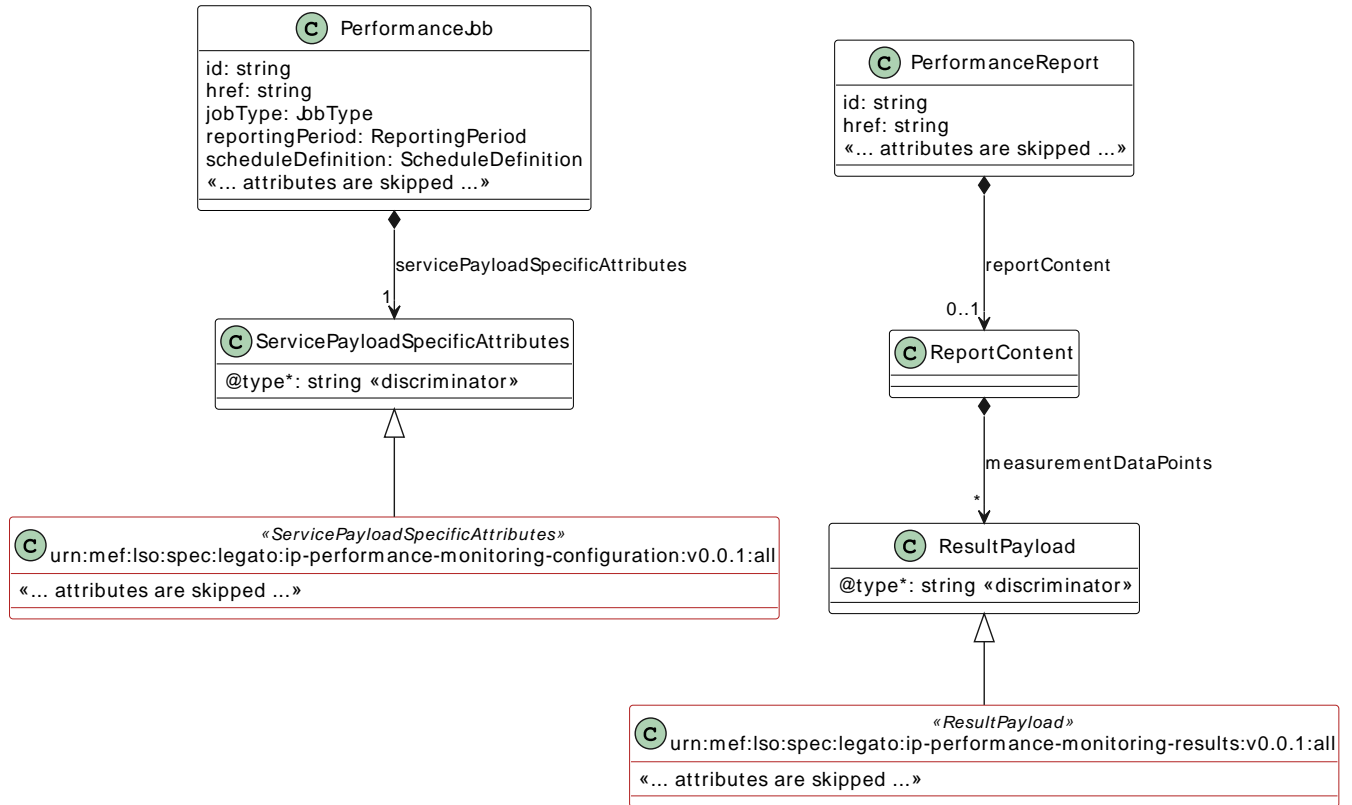 C PerformanceJob
id: string
href: string
jobType: JobType
reportingPeriod: ReportingPeriod
scheduleDefinition: ScheduleDefinition
«... attributes are skipped ...»
servicePayloadSpecificAttributes
1
C ServicePayloadSpecificAttributes
@type*: string «discriminator»
«ServicePayloadSpecificAttributes»
C urn:mef:lso:spec:legato:ip-performance-monitoring-configuration:v0.0.1:all
«... attributes are skipped ...»
C PerformanceReport
id: string
href: string
«... attributes are skipped ...»
reportContent
0..1
C ReportContent
measurementDataPoints
*
C ResultPayload
@type*: string «discriminator»
«ResultPayload»
C urn:mef:lso:spec:legato:ip-performance-monitoring-results:v0.0.1:all
«... attributes are skipped ...»